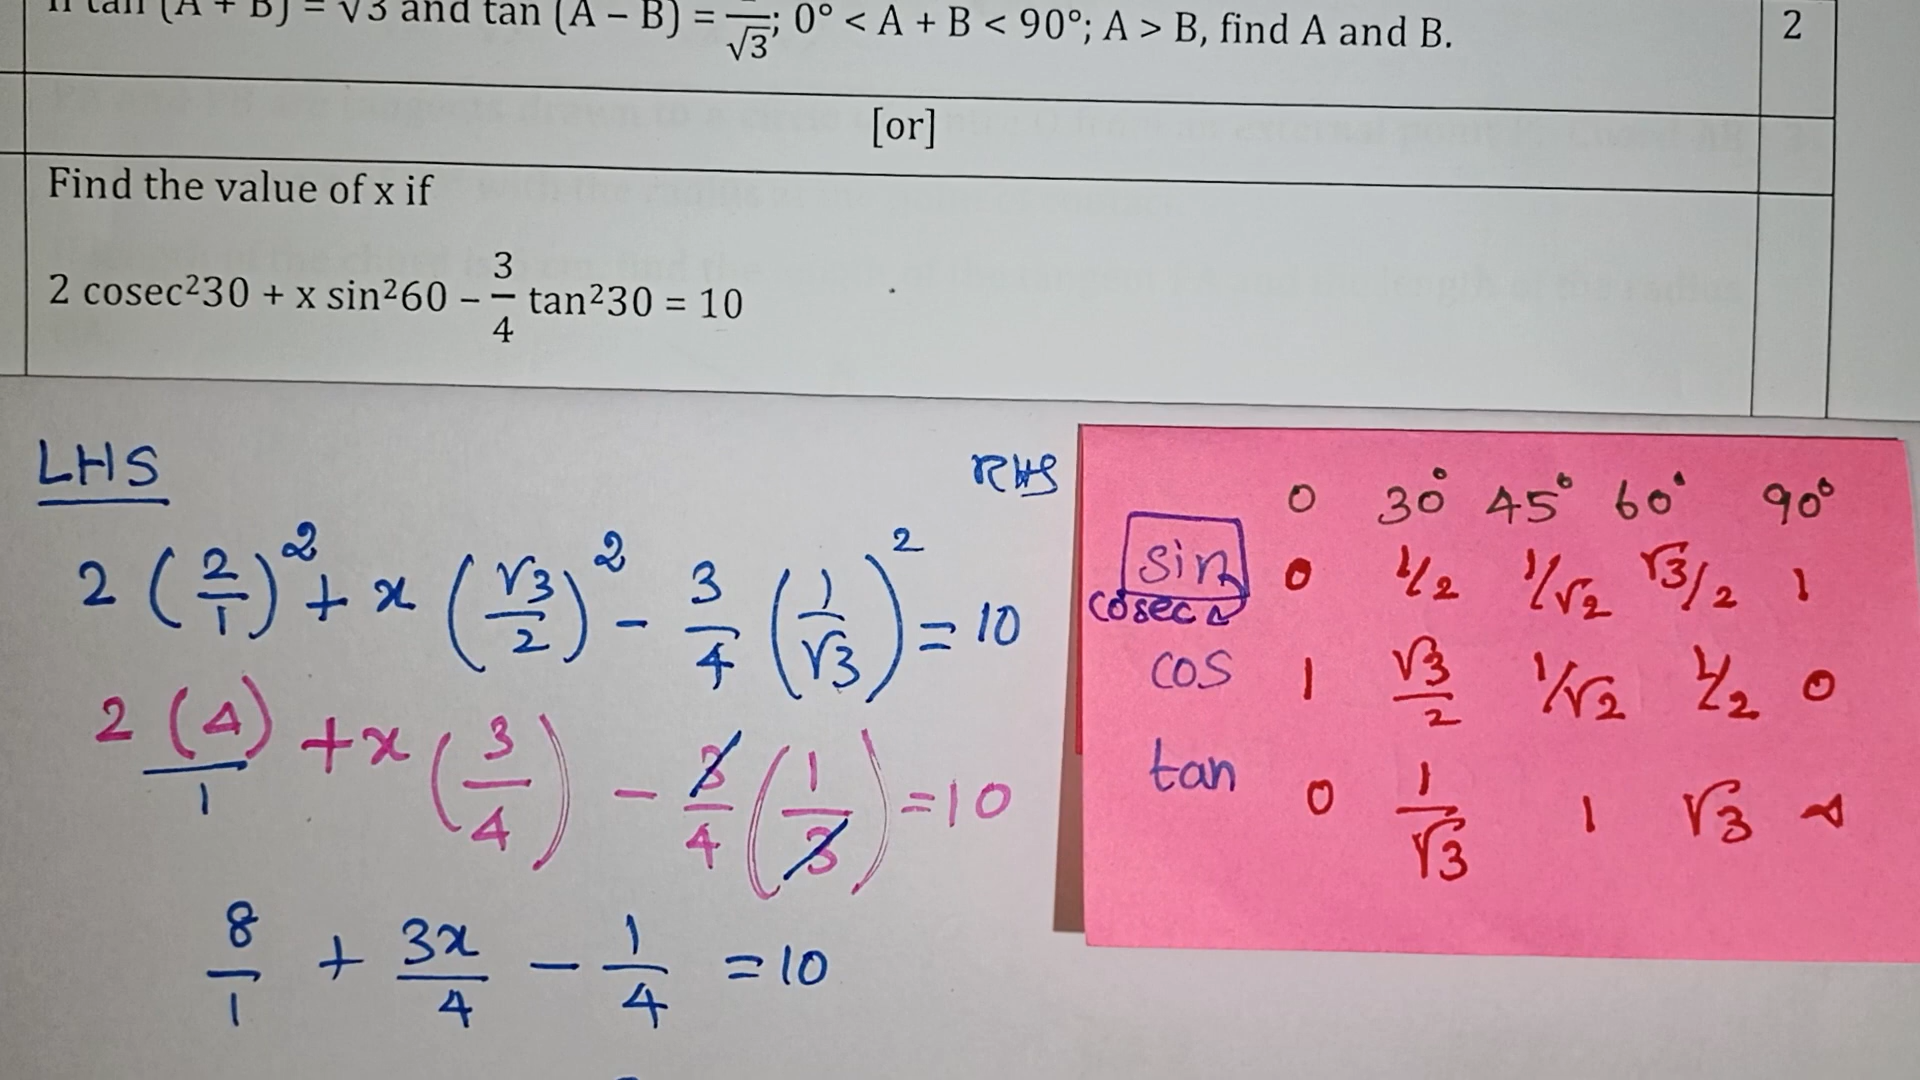 tan (A + B) = √3 and tan (A – B) = 1/√3; 0° < A + B < 90°; A > B, find A and B. 2
[or]
Find the value of x if
2 cosec²30 + x sin²60 – 3/4 tan²30 = 10
LHS RHS
2 (2/1)² + x (√3/2)² - 3/4 (1/√3)² = 10
2 (4)/1 + x (3/4) - 3/4 (1/3) = 10
8/1 + 3x/4 - 1/4 = 10
0 30° 45° 60° 90°
sin 0 1/2 1/√2 √3/2 1
cosec
cos 1 √3/2 1/√2 1/2 0
tan 0 1/√3 1 √3